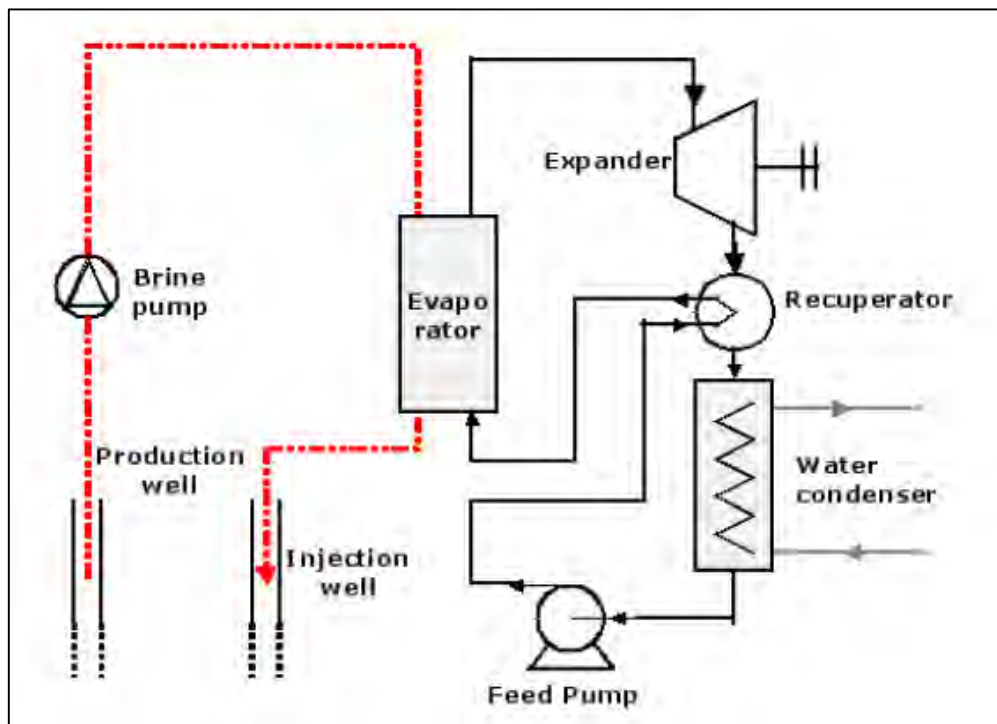 Expander
Brine
pump
Evapo
rator
Recuperator
Production
well
Water
condenser
Injection
well
Feed Pump